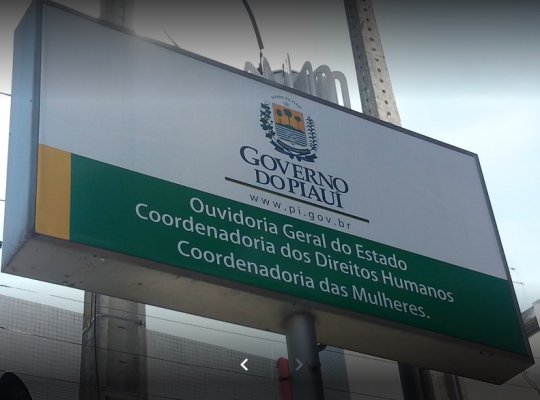 GOVERNO
DO PIAUÍ
www.pi.gov.br
Ouvidoria Geral do Estado
Coordenadoria dos Direitos Humanos
Coordenadoria das Mulheres.